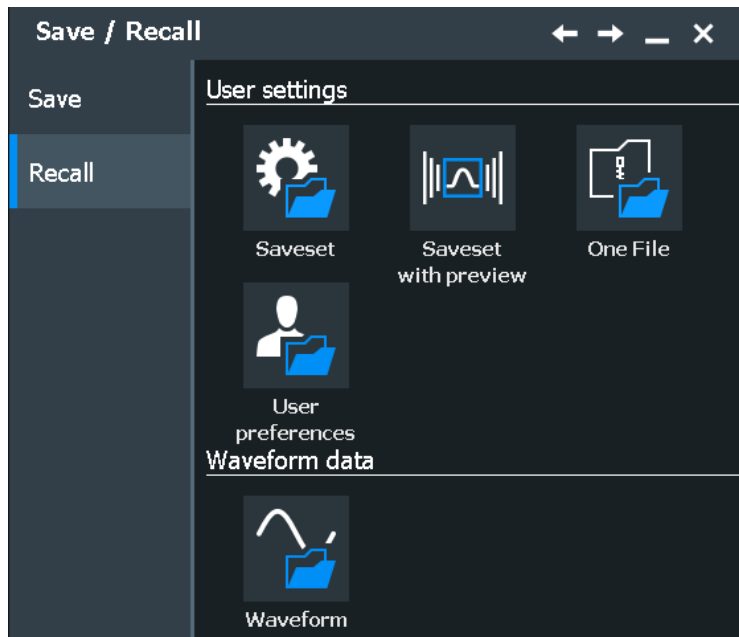 Save / Recall
Save
Recall
User settings
Saveset
Saveset
with preview
One File
User
preferences
Waveform data
Waveform